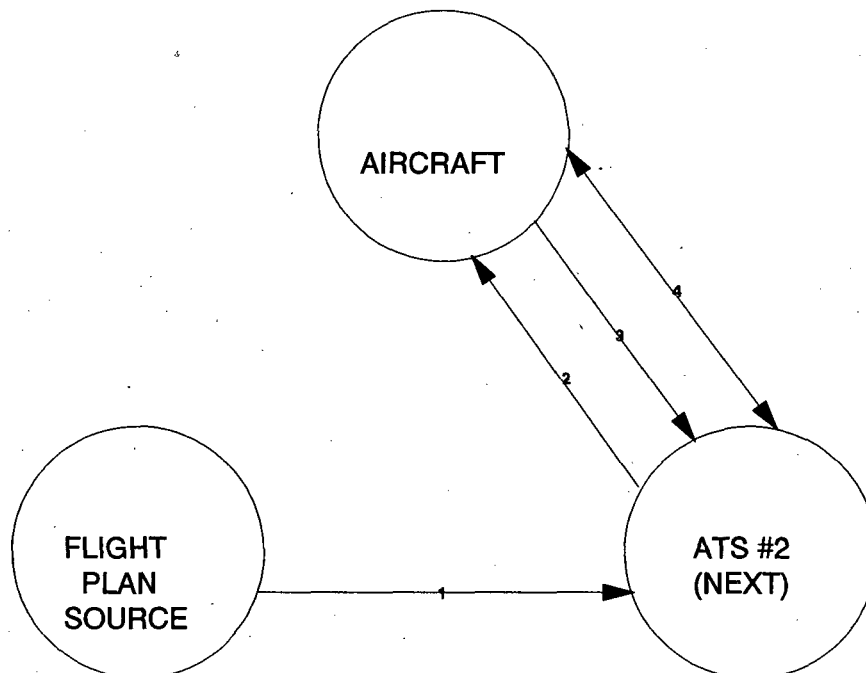 AIRCRAFT
4
3
2
FLIGHT
PLAN
SOURCE
1
ATS #2
(NEXT)